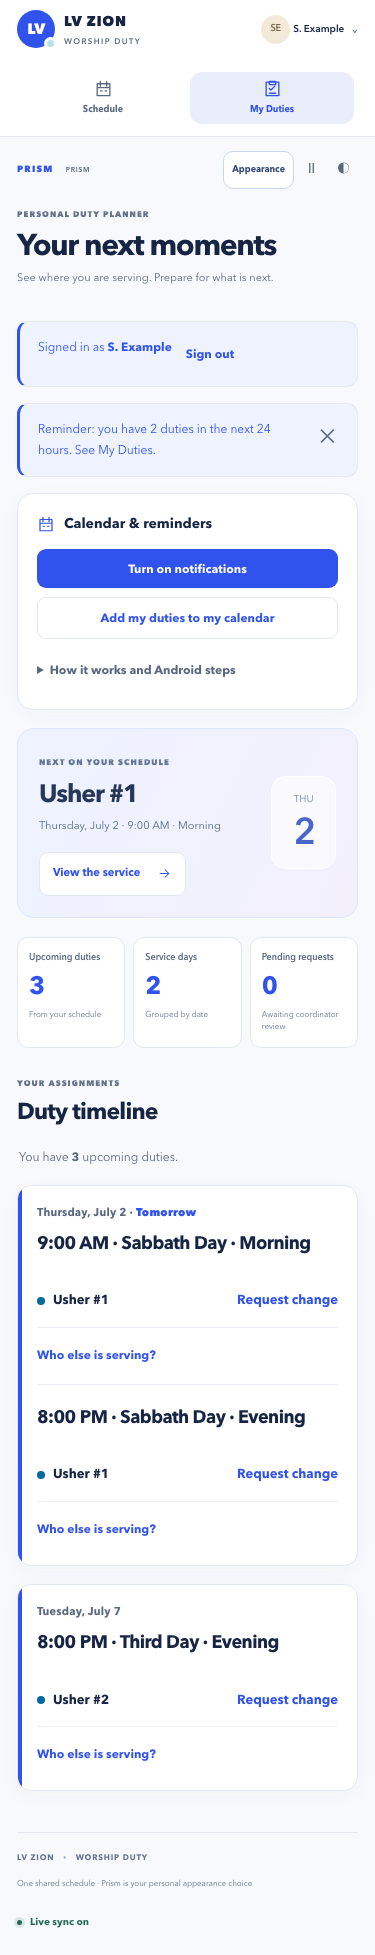 LV
LV ZION
WORSHIP DUTY
SE
S. Example
Schedule
My Duties
PRISM
PRISM
Appearance
PERSONAL DUTY PLANNER
Your next moments
See where you are serving. Prepare for what is next.
Signed in as S. Example
Sign out
Reminder: you have 2 duties in the next 24
hours. See My Duties.
Calendar & reminders
Turn on notifications
Add my duties to my calendar
How it works and Android steps
NEXT ON YOUR SCHEDULE
Usher #1
Thursday, July 2 · 9:00 AM · Morning
View the service →
THU
2
Upcoming duties
3
From your schedule
Service days
2
Grouped by date
Pending requests
0
Awaiting coordinator
review
YOUR ASSIGNMENTS
Duty timeline
You have 3 upcoming duties.
Thursday, July 2 · Tomorrow
9:00 AM · Sabbath Day · Morning
Usher #1
Request change
Who else is serving?
8:00 PM · Sabbath Day · Evening
Usher #1
Request change
Who else is serving?
Tuesday, July 7
8:00 PM · Third Day · Evening
Usher #2
Request change
Who else is serving?
LV ZION • WORSHIP DUTY
One shared schedule · Prism is your personal appearance choice
Live sync on